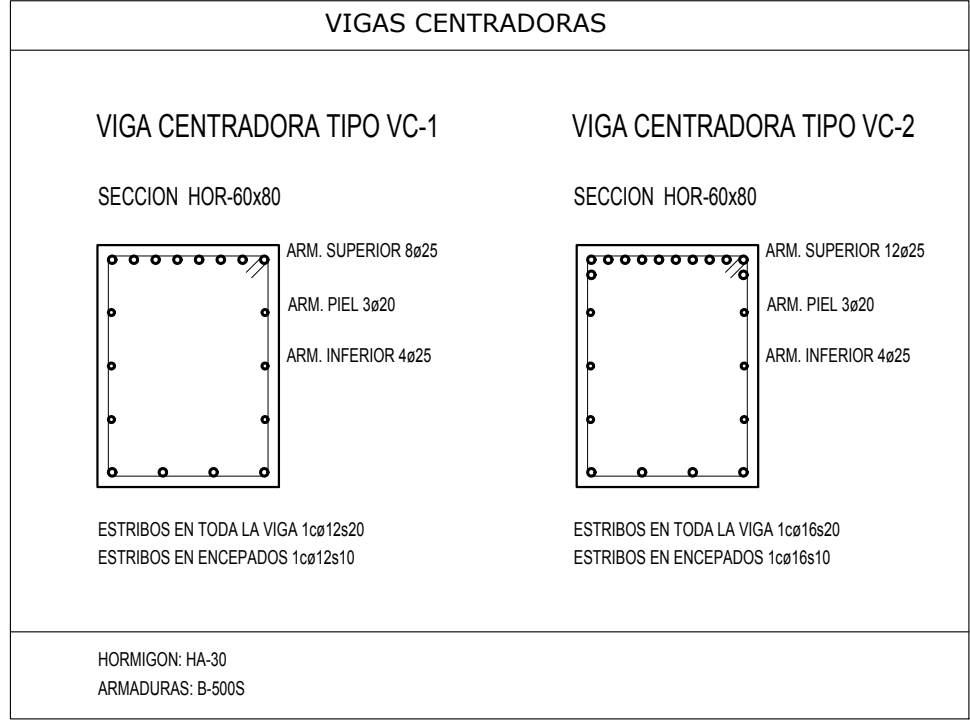 VIGAS CENTRADORAS
VIGA CENTRADORA TIPO VC-1
SECCION HOR-60x80
ARM. SUPERIOR 8ø25
ARM. PIEL 3ø20
ARM. INFERIOR 4ø25
ESTRIBOS EN TODA LA VIGA 1cø12s20
ESTRIBOS EN ENCEPADOS 1cø12s10
VIGA CENTRADORA TIPO VC-2
SECCION HOR-60x80
ARM. SUPERIOR 12ø25
ARM. PIEL 3ø20
ARM. INFERIOR 4ø25
ESTRIBOS EN TODA LA VIGA 1cø16s20
ESTRIBOS EN ENCEPADOS 1cø16s10
HORMIGON: HA-30
ARMADURAS: B-500S